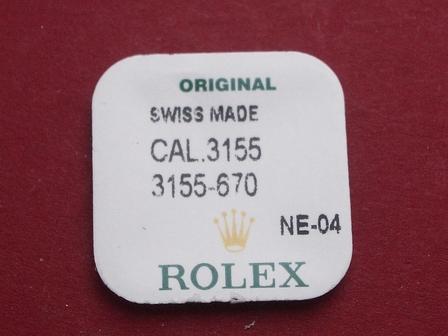 ORIGINAL
SWISS MADE
CAL.3155
3155-670
NE-04
ROLEX